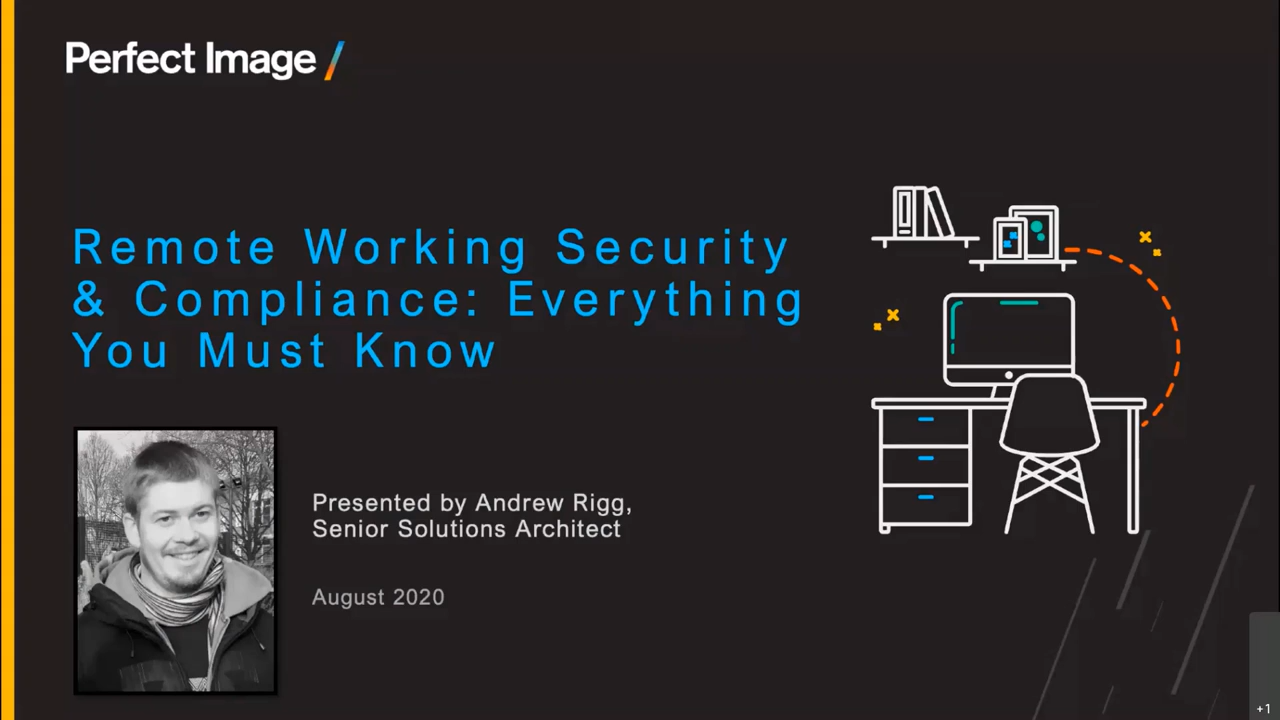 Perfect Image
Remote Working Security
& Compliance: Everything
You Must Know
Presented by Andrew Rigg,
Senior Solutions Architect
August 2020
+1